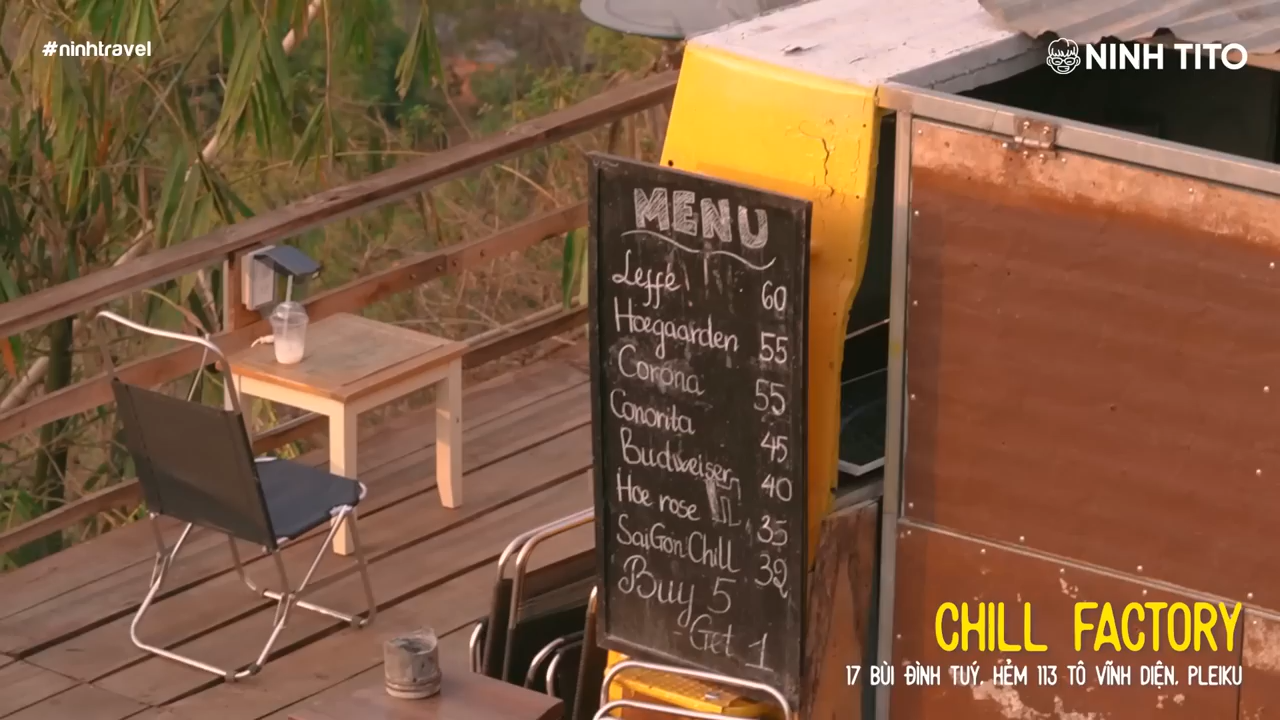 #ninhtravel
NINH TITO
MENU
Leffe 60
Hoegaarden 55
Corona 55
Conorita 45
Budweiser 40
Hoe rose 35
SaiGon Chill 32
Buy 5
Get 1
CHILL FACTORY
17 BÙI ĐÌNH TUÝ, HẺM 113 TÔ VĨNH DIỆN, PLEIKU